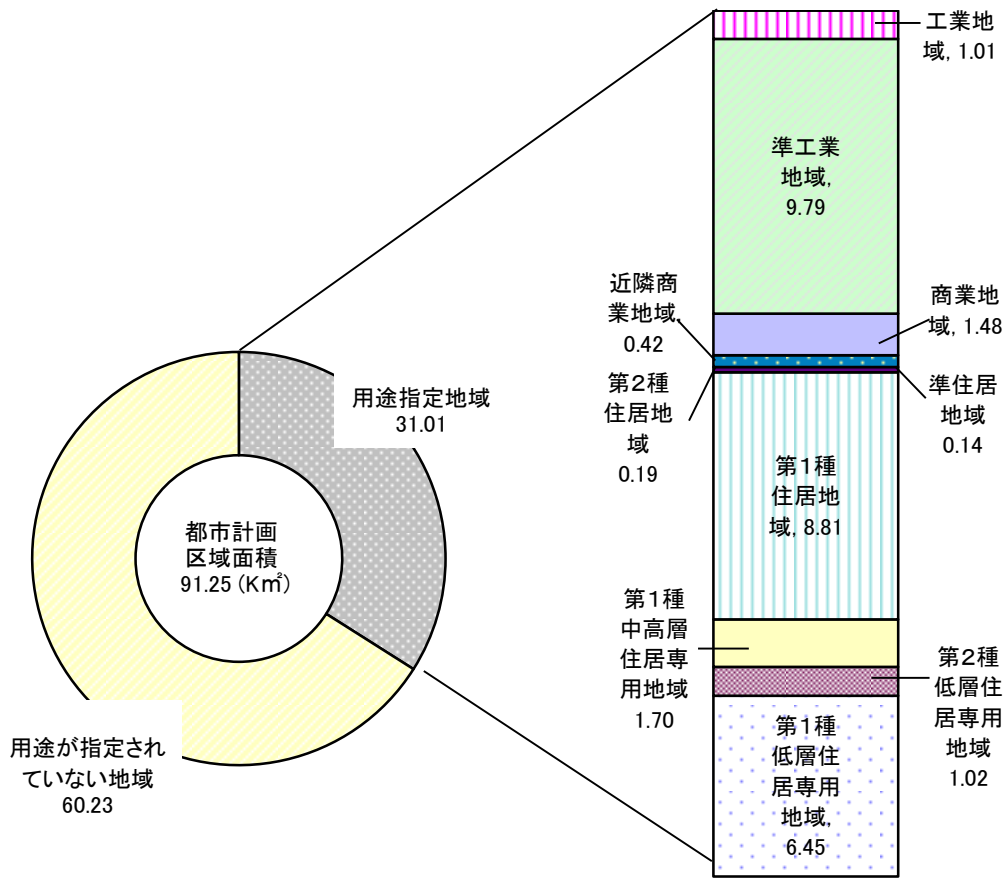 用途指定地域
31.01
都市計画
区域面積
91.25 (K㎡)
用途が指定され
ていない地域
60.23
工業地
域, 1.01
準工業
地域,
9.79
近隣商
業地域,
0.42
商業地
域, 1.48
第2種
住居地
域
0.19
準住居
地域
0.14
第1種
住居地
域, 8.81
第1種
中高層
住居専
用地域
1.70
第2種
低層住
居専用
地域
1.02
第1種
低層住
居専用
地域,
6.45